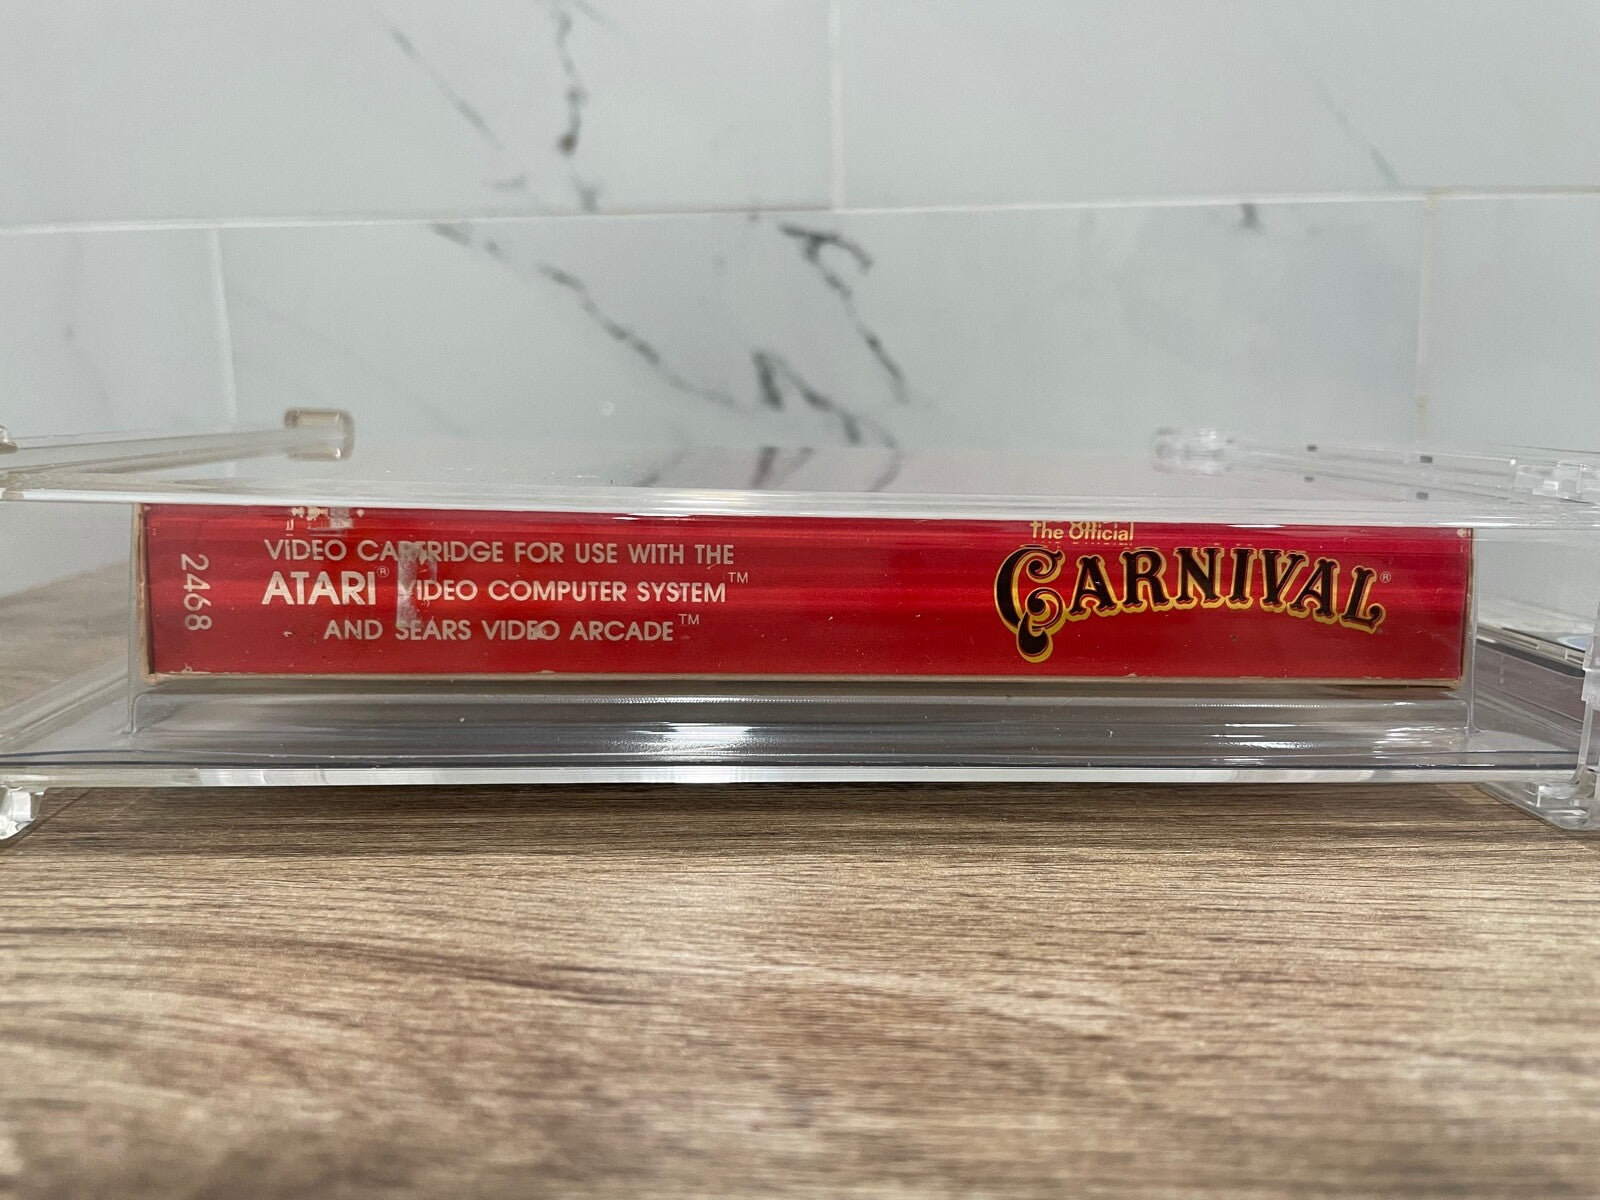 2468
VIDEO CARTRIDGE FOR USE WITH THE
ATARI® VIDEO COMPUTER SYSTEM™
AND SEARS VIDEO ARCADE™
The Official
CARNIVAL®